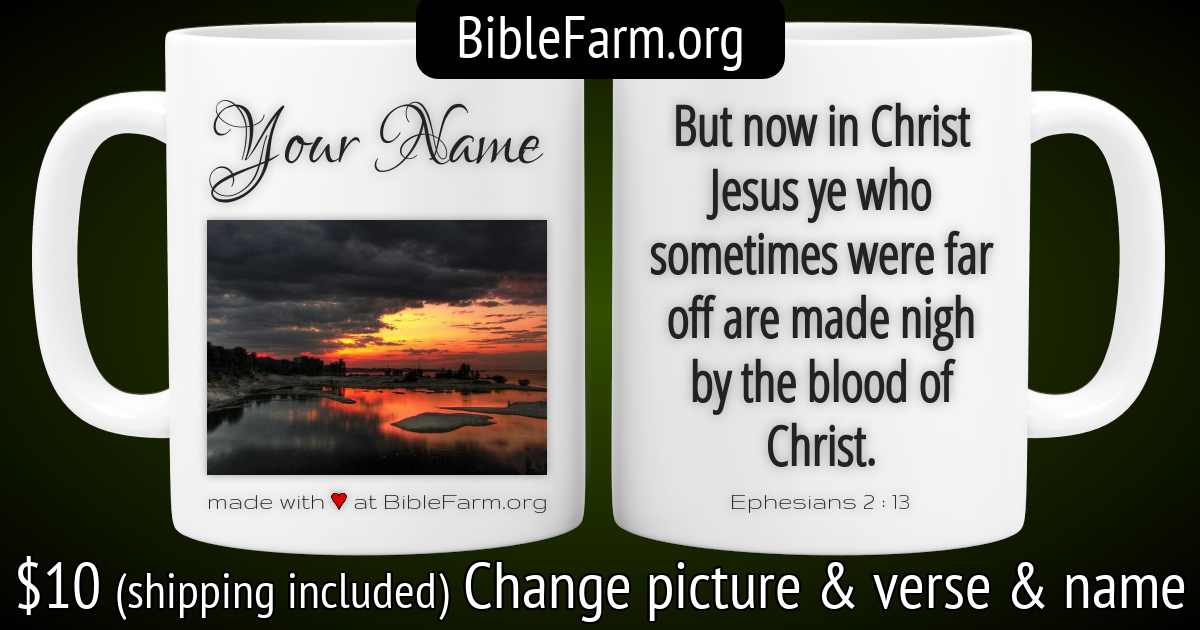 BibleFarm.org
Your Name
made with ♥ at BibleFarm.org
But now in Christ
Jesus ye who
sometimes were far
off are made nigh
by the blood of
Christ.
Ephesians 2 : 13
$10 (shipping included) Change picture & verse & name